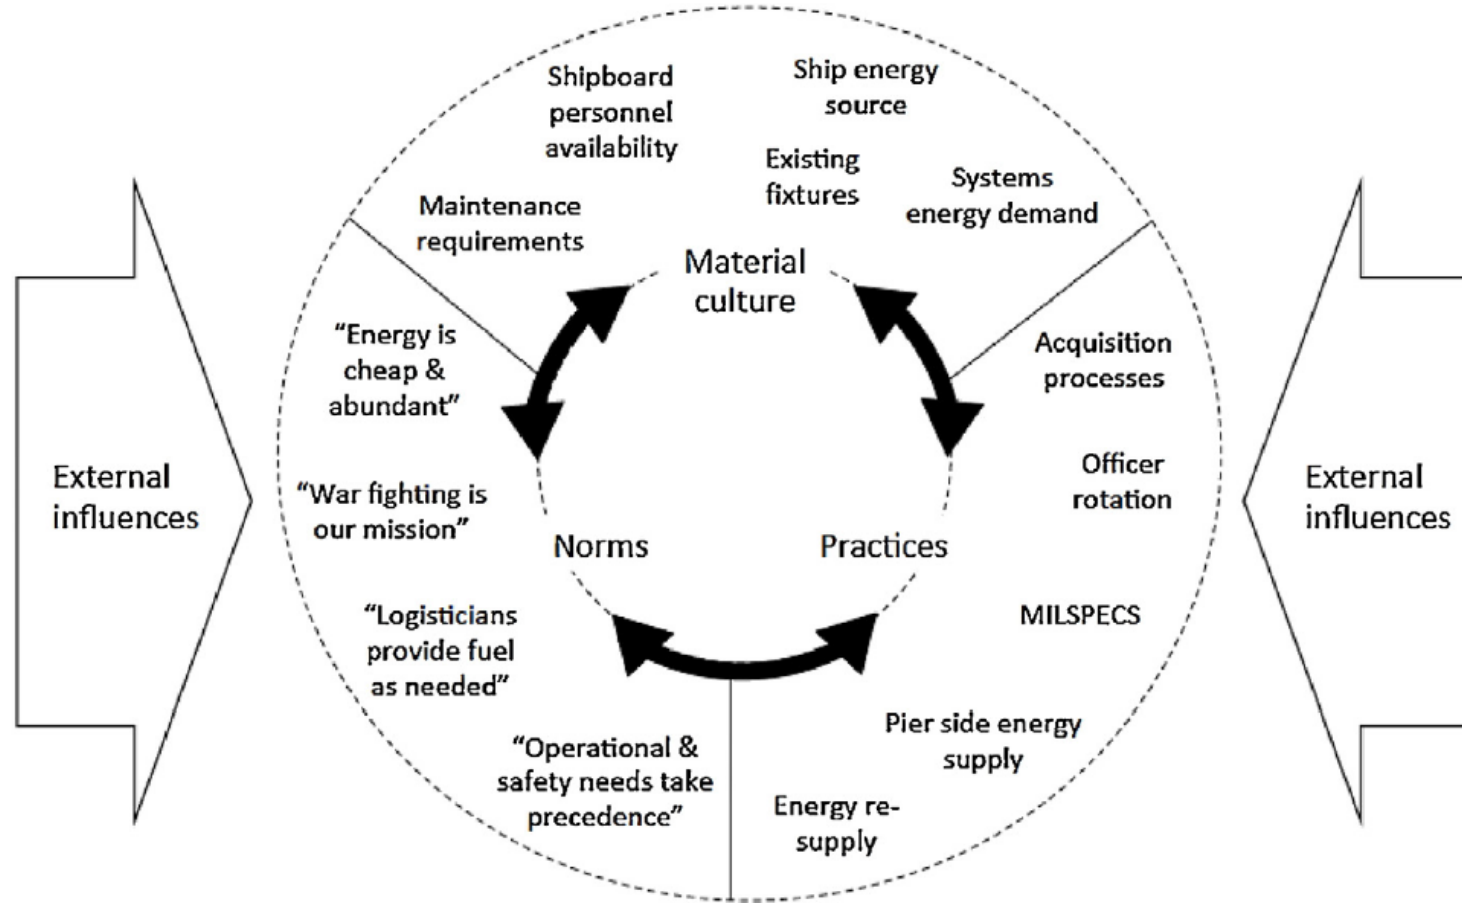 Shipboard
personnel
availability
Ship energy
source
Existing
fixtures
Systems
energy demand
Maintenance
requirements
Material
culture
“Energy is
cheap &
abundant”
Acquisition
processes
External
influences
“War fighting is
our mission”
Officer
rotation
External
influences
Norms
Practices
“Logisticians
provide fuel
as needed”
MILSPECS
“Operational &
safety needs take
precedence”
Pier side energy
supply
Energy re-
supply